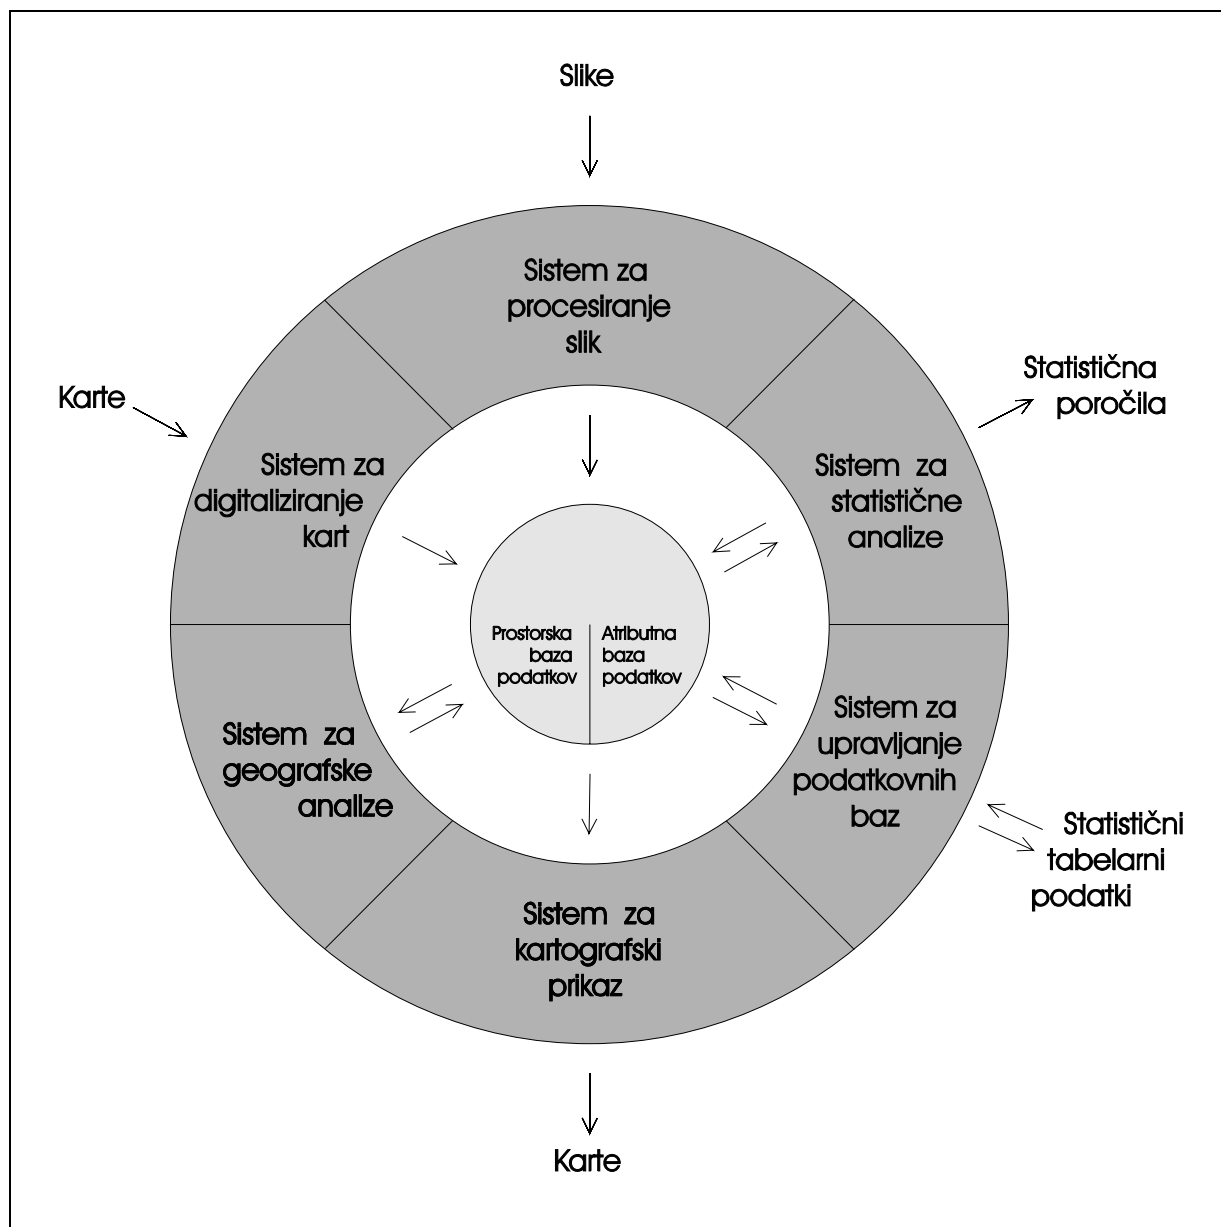 Slike
Sistem za
procesiranje
slik
Karte
Statistična
poročila
Sistem za
digitaliziranje
kart
Sistem za
statistične
analize
Prostorska
baza
podatkov
Atributna
baza
podatkov
Sistem za
geografske
analize
Sistem za
upravljanje
podatkovnih
baz
Statistični
tabelarni
podatki
Sistem za
kartografski
prikaz
Karte